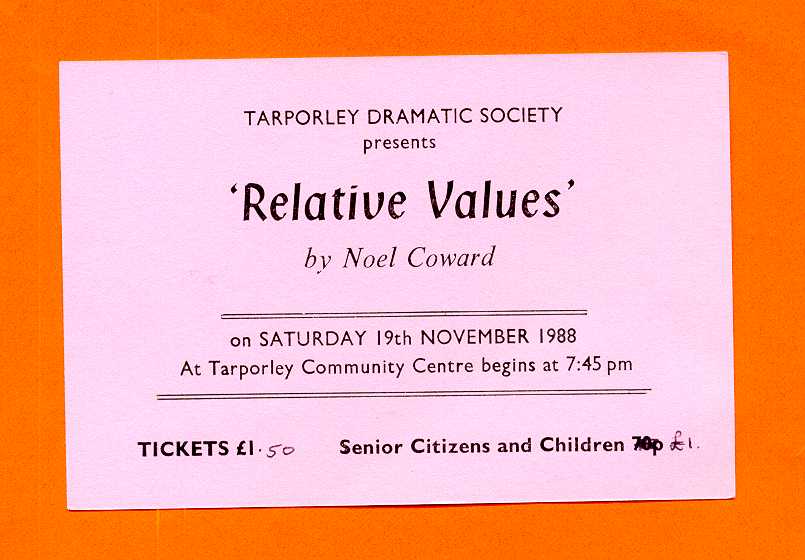 TARPORLEY DRAMATIC SOCIETY
presents
‘Relative Values’
by Noel Coward
on SATURDAY 19th NOVEMBER 1988
At Tarporley Community Centre begins at 7:45 pm
TICKETS £1.50 Senior Citizens and Children 70p £1.